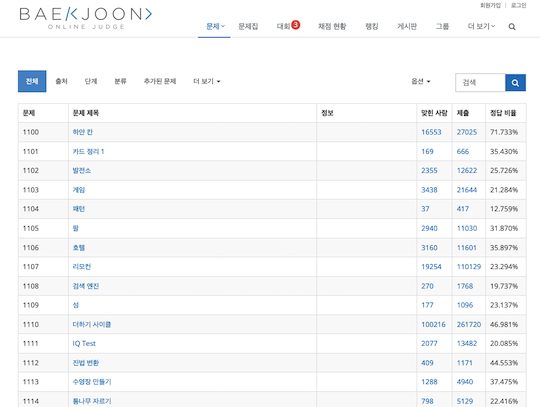 회원가입 | 로그인
BAEKJOON>
ONLINE JUDGE
문제 문제집 대회 3 채점 현황 랭킹 게시판 그룹 더 보기
전체 출처 단계 분류 추가된 문제 더 보기 옵션 검색
문제 문제 제목 정보 맞힌 사람 제출 정답 비율
1100 하얀 칸 16553 27025 71.733%
1101 카드 정리 1 169 666 35.430%
1102 발전소 2355 12622 25.726%
1103 게임 3438 21644 21.284%
1104 패턴 37 417 12.759%
1105 팔 2940 11030 31.870%
1106 호텔 3160 11601 35.897%
1107 리모컨 19254 110129 23.294%
1108 검색 엔진 270 1768 19.737%
1109 섬 177 1096 23.137%
1110 더하기 사이클 100216 261720 46.981%
1111 IQ Test 2077 13482 20.085%
1112 진법 변환 409 1171 44.553%
1113 수영장 만들기 1288 4940 37.475%
1114 통나무 자르기 798 5129 22.416%